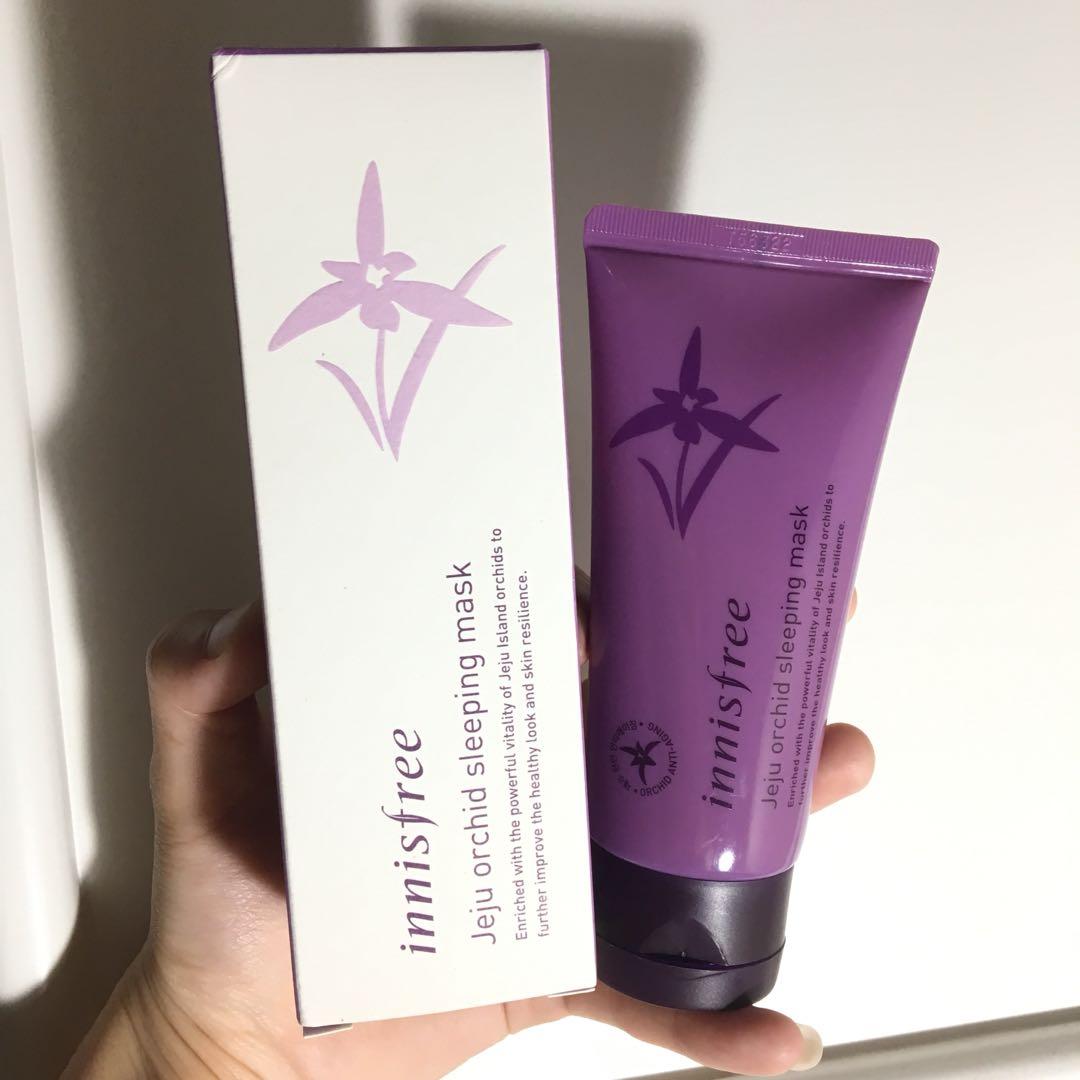 innisfree
Jeju orchid sleeping mask
Enriched with the powerful vitality of Jeju Island orchids to
further improve the healthy look and skin resilience.
innisfree
Jeju orchid sleeping mask
Enriched with the powerful vitality of Jeju Island orchids to
further improve the healthy look and skin resilience.
ORCHID ANTI-AGING